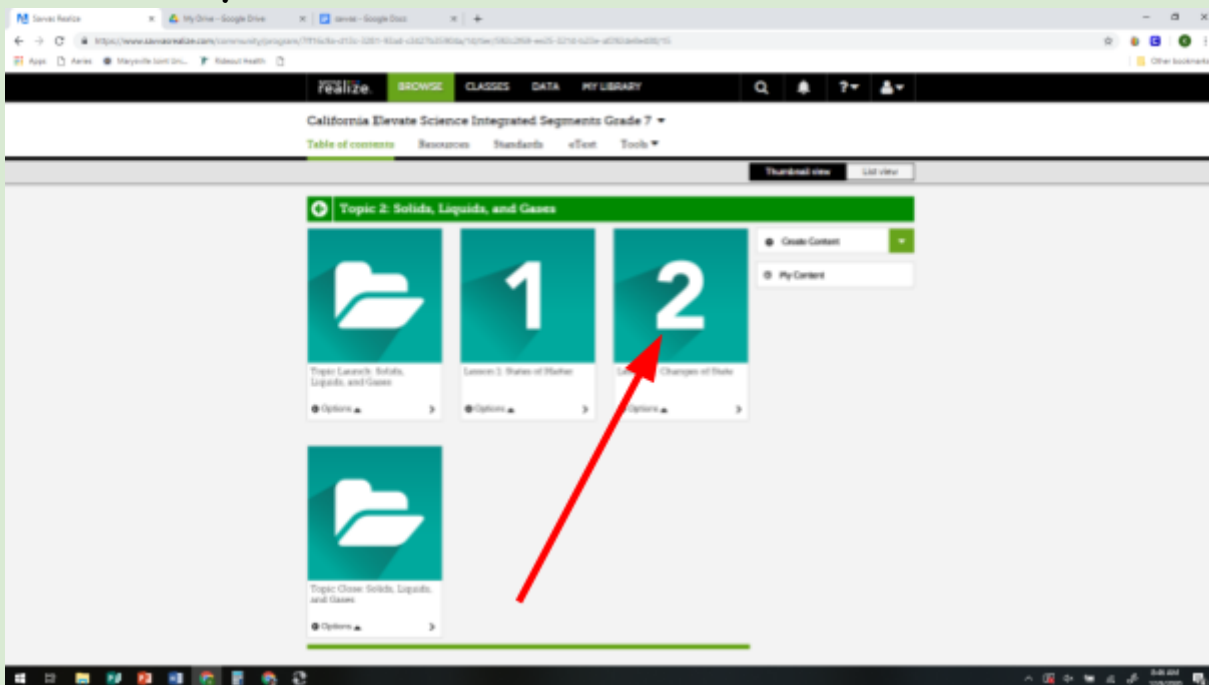 Savvas Realize
My Drive - Google Drive
savvas - Google Docs
Apps
Aeries
Rideout Health
Other bookmarks
realize.
BROWSE CLASSES DATA MY LIBRARY
California Elevate Science Integrated Segments Grade 7
Table of contents Resources Standards eText Tools
Thumbnail view List view
Topic 2: Solids, Liquids, and Gases
1
2
Create Content
My Content
Topic Launch: Solids,
Liquids, and Gases
Lesson 1: States of Matter
Changes of State
Options
Options
Options
Topic Close: Solids, Liquids,
and Gases
Options